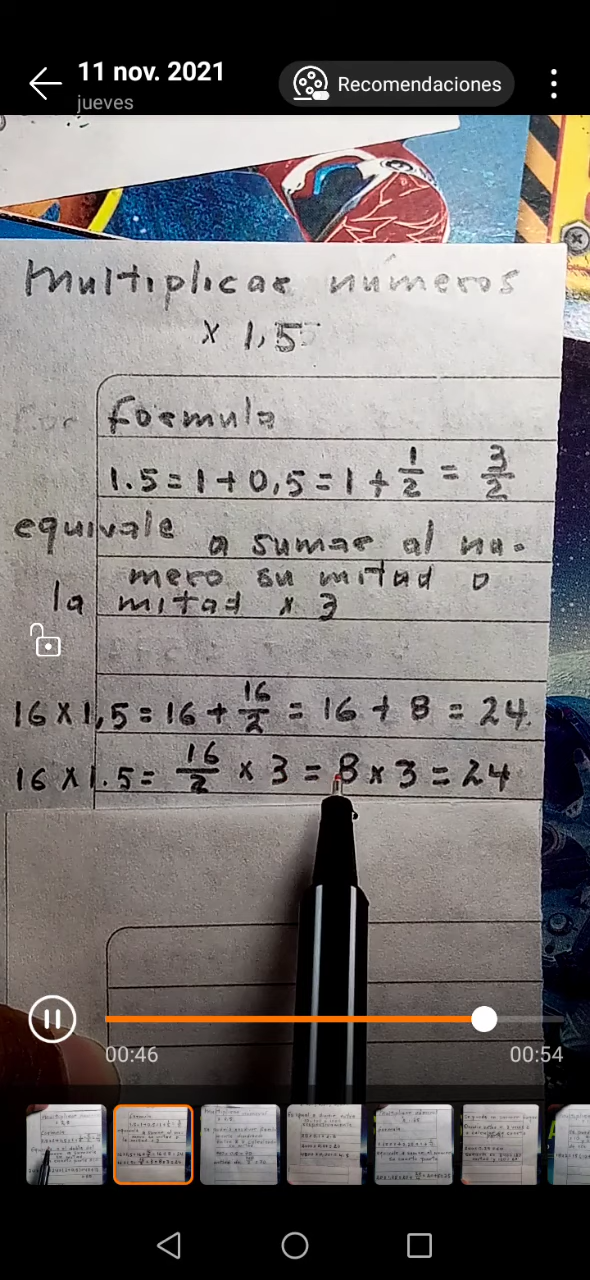 11 nov. 2021
jueves
Recomendaciones
Multiplicar números
x 1,5
Formula
1.5 = 1 + 0,5 = 1 + 1/2 = 3/2
equivale a sumar al nu-
mero su mitad o
la mitad x 3
16 x 1,5 = 16 + 16/2 = 16 + 8 = 24.
16 x 1.5 = 16/2 x 3 = 8 x 3 = 24
00:46
00:54